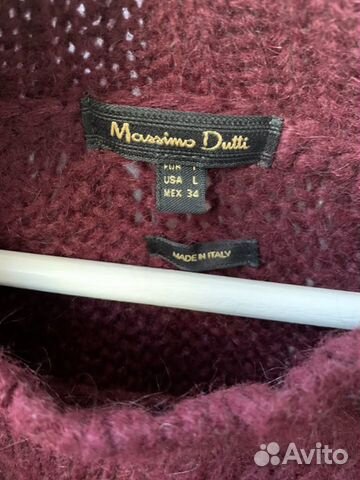 Massimo Dutti
EUR L
USA L
MEX 34
MADE IN ITALY
Avito